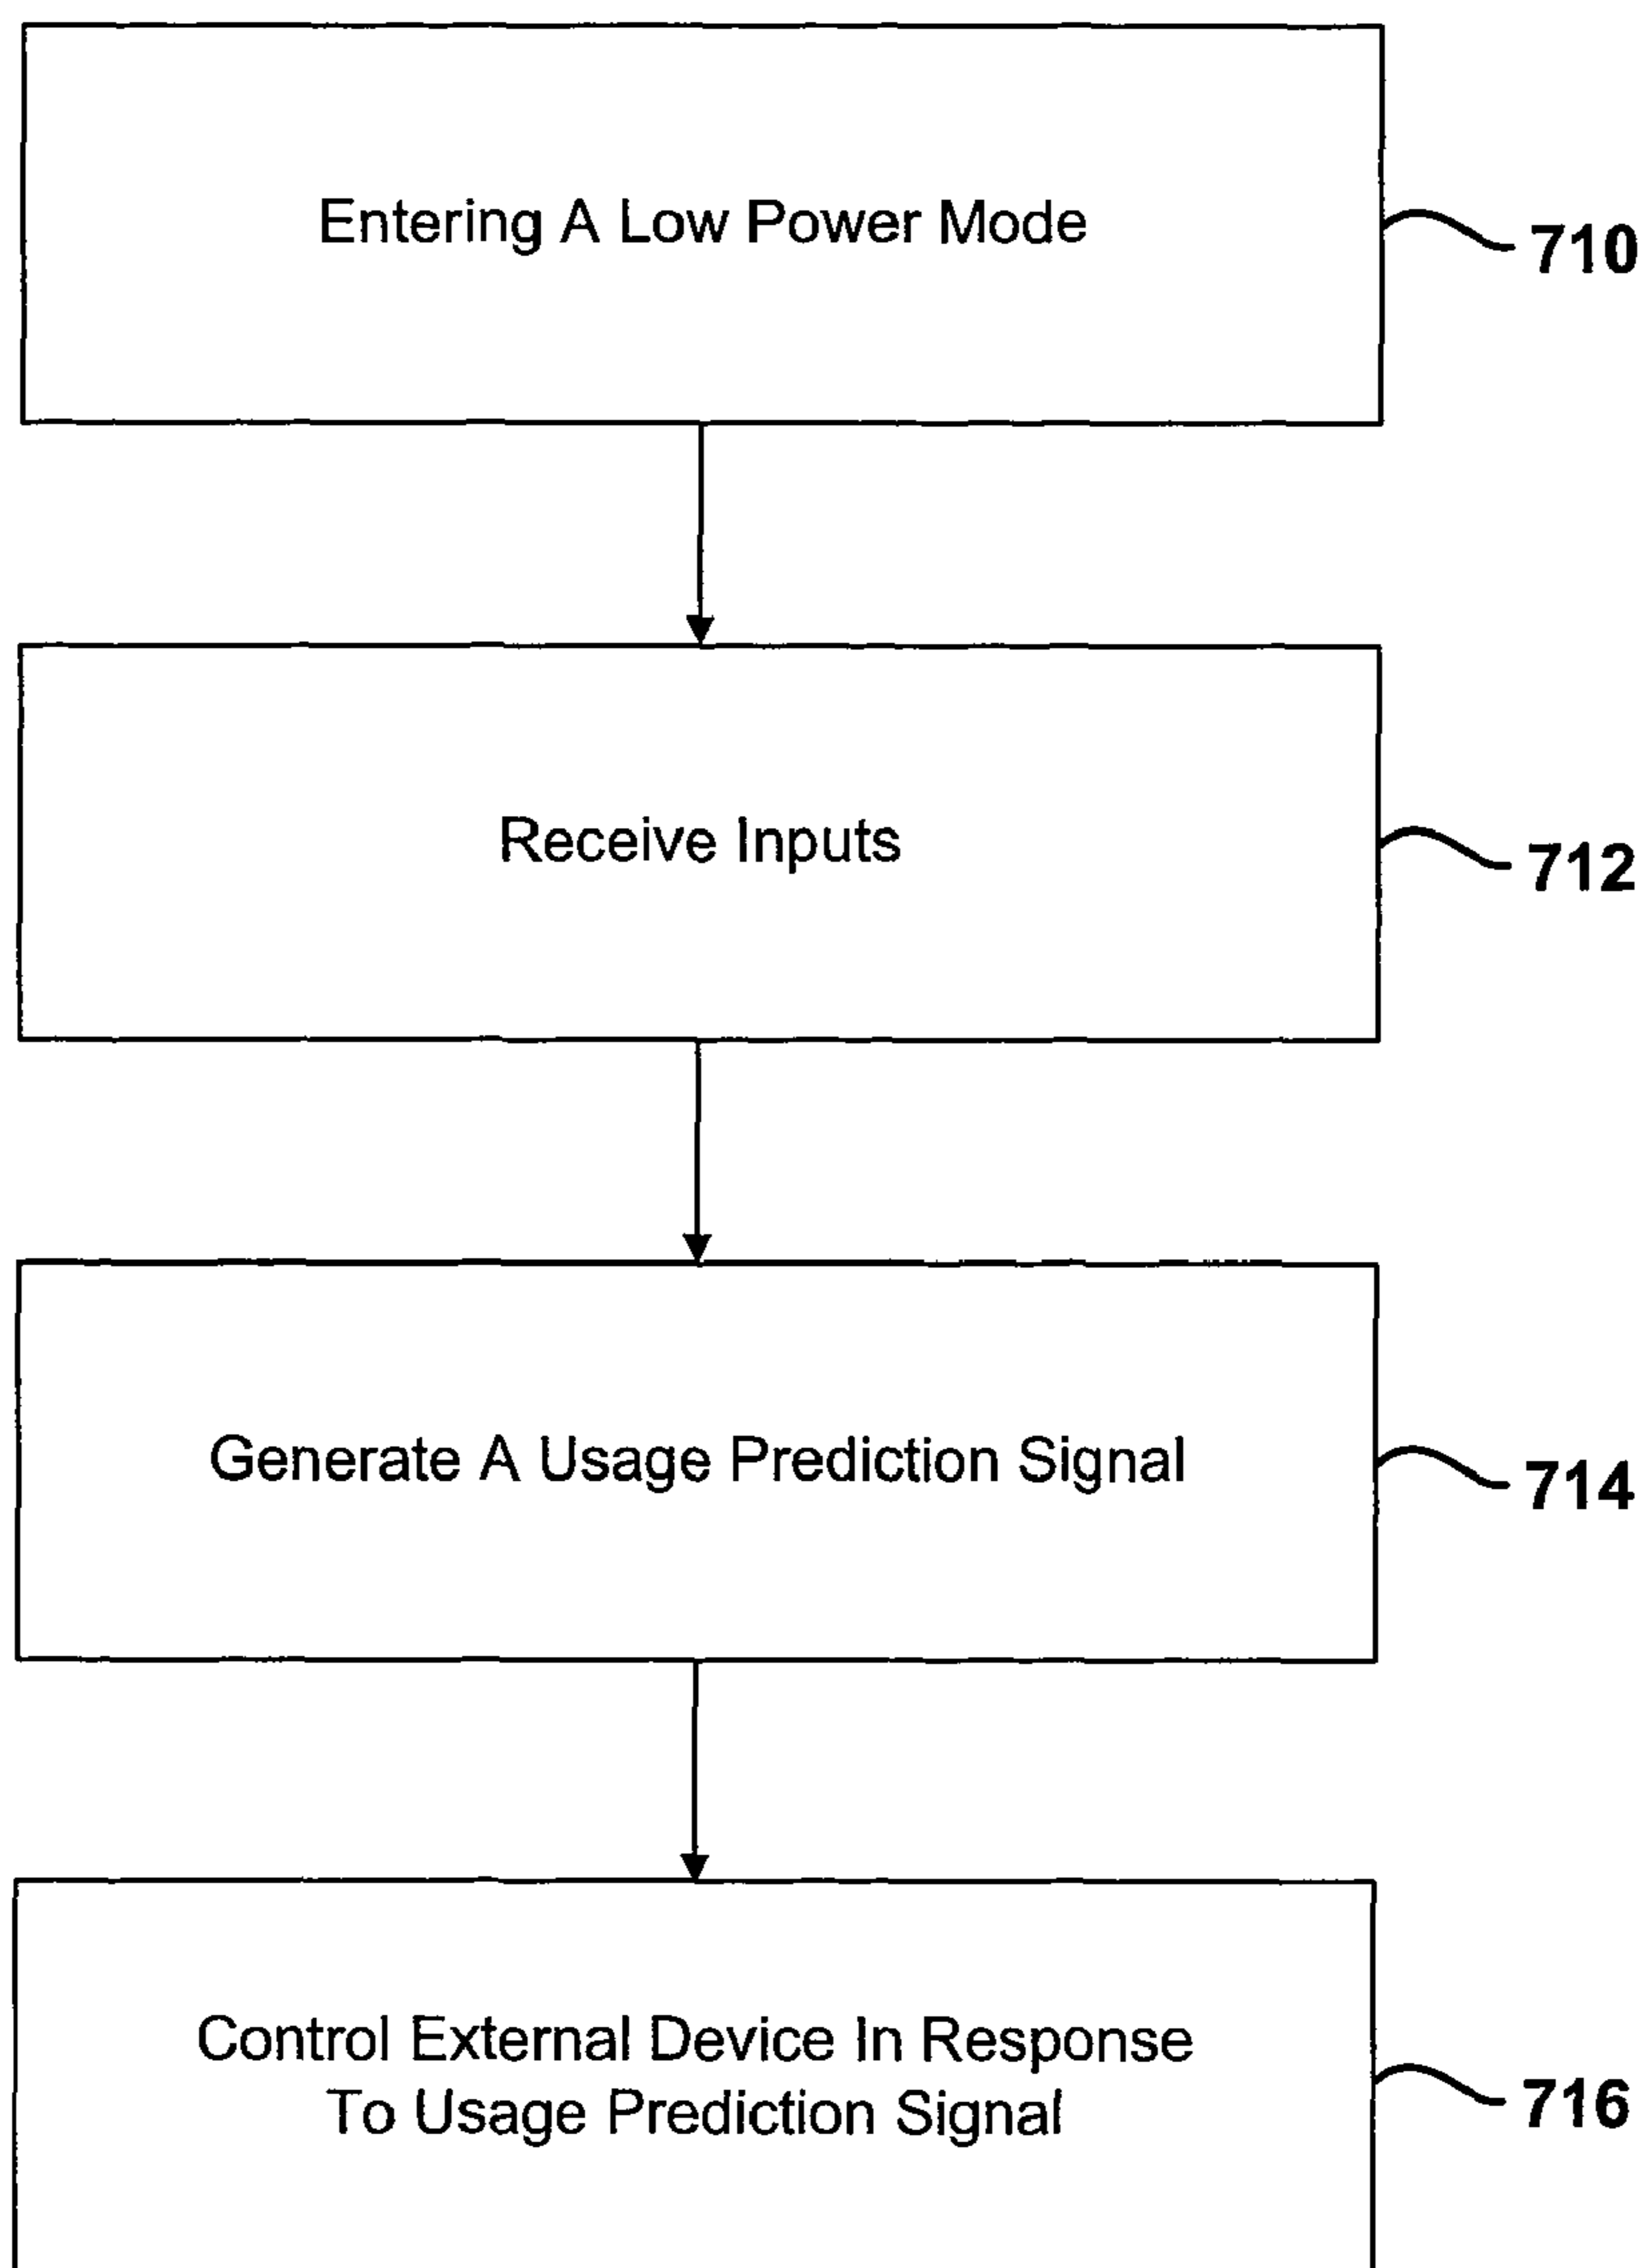 Entering A Low Power Mode
710
Receive Inputs
712
Generate A Usage Prediction Signal
714
Control External Device In Response
To Usage Prediction Signal
716